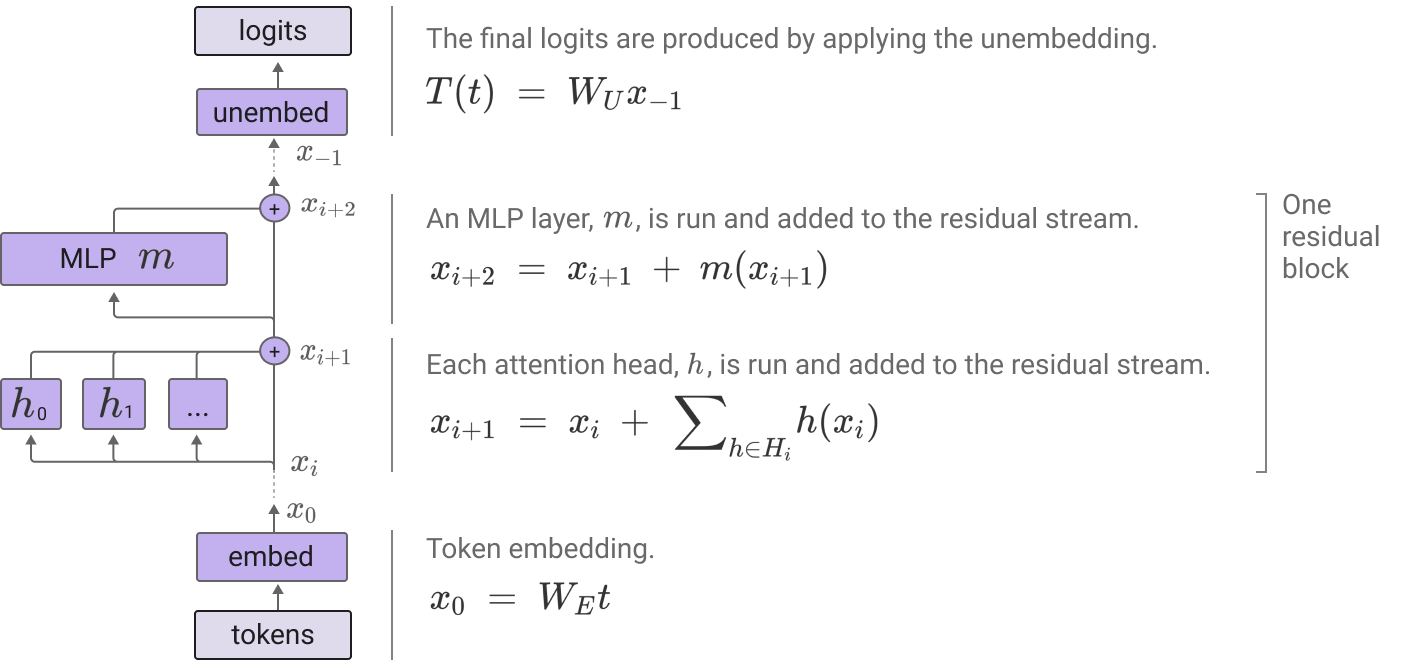 logits
The final logits are produced by applying the unembedding.
T(t) = W_U x_{-1}
unembed
x_{-1}
x_{i+2}
An MLP layer, m, is run and added to the residual stream.
One
residual
block
MLP m
x_{i+2} = x_{i+1} + m(x_{i+1})
x_{i+1}
Each attention head, h, is run and added to the residual stream.
h_0 h_1 ...
x_{i+1} = x_i + ∑_{h∈H_i} h(x_i)
x_i
x_0
embed
Token embedding.
x_0 = W_E t
tokens